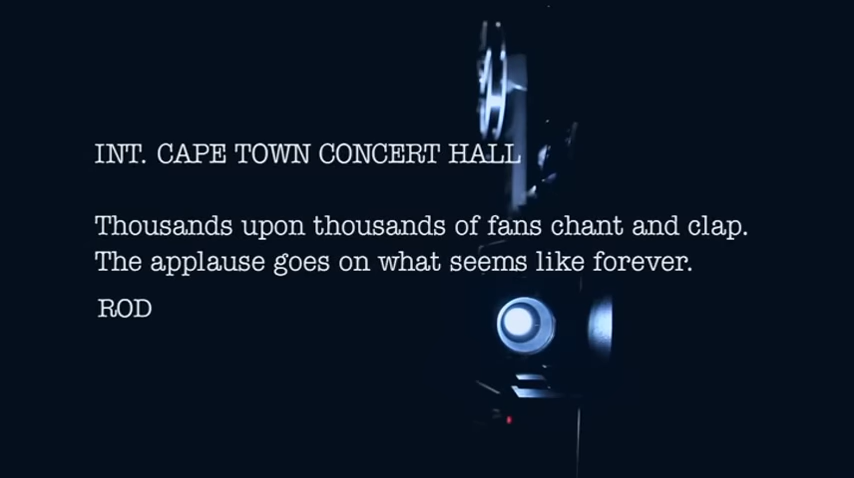 INT. CAPE TOWN CONCERT HALL
Thousands upon thousands of fans chant and clap.
The applause goes on what seems like forever.
ROD